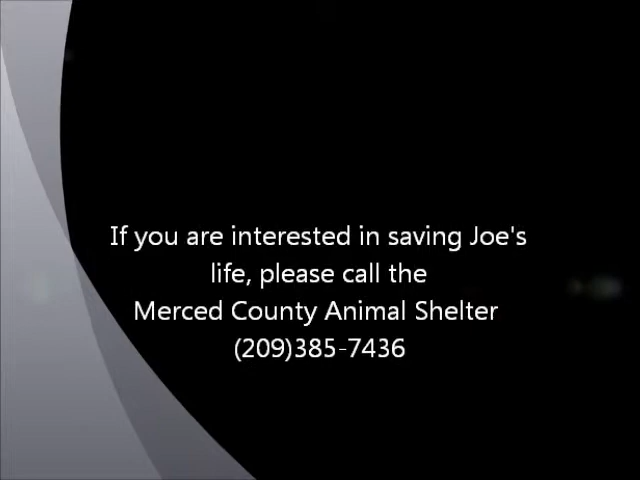 If you are interested in saving Joe's
life, please call the
Merced County Animal Shelter
(209)385-7436